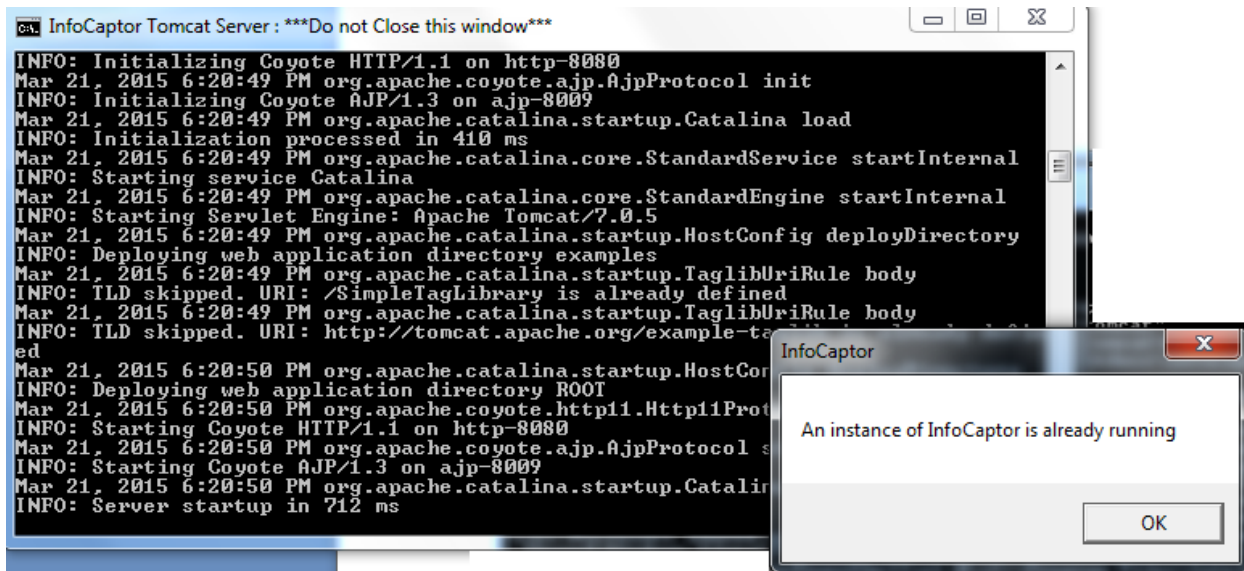 InfoCaptor Tomcat Server : ***Do not Close this window***
INFO: Initializing Coyote HTTP/1.1 on http-8080
Mar 21, 2015 6:20:49 PM org.apache.coyote.ajp.AjpProtocol init
INFO: Initializing Coyote AJP/1.3 on ajp-8009
Mar 21, 2015 6:20:49 PM org.apache.catalina.startup.Catalina load
INFO: Initialization processed in 410 ms
Mar 21, 2015 6:20:49 PM org.apache.catalina.core.StandardService startInternal
INFO: Starting service Catalina
Mar 21, 2015 6:20:49 PM org.apache.catalina.core.StandardEngine startInternal
INFO: Starting Servlet Engine: Apache Tomcat/7.0.5
Mar 21, 2015 6:20:49 PM org.apache.catalina.startup.HostConfig deployDirectory
INFO: Deploying web application directory examples
Mar 21, 2015 6:20:49 PM org.apache.catalina.startup.TaglibUriRule body
INFO: TLD skipped. URI: /SimpleTagLibrary is already defined
Mar 21, 2015 6:20:49 PM org.apache.catalina.startup.TaglibUriRule body
INFO: TLD skipped. URI: http://tomcat.apache.org/example-ta
ed
Mar 21, 2015 6:20:50 PM org.apache.catalina.startup.HostCon
INFO: Deploying web application directory ROOT
Mar 21, 2015 6:20:50 PM org.apache.coyote.http11.Http11Prot
INFO: Starting Coyote HTTP/1.1 on http-8080
Mar 21, 2015 6:20:50 PM org.apache.coyote.ajp.AjpProtocol s
INFO: Starting Coyote AJP/1.3 on ajp-8009
Mar 21, 2015 6:20:50 PM org.apache.catalina.startup.Catalin
INFO: Server startup in 712 ms
InfoCaptor
An instance of InfoCaptor is already running
OK